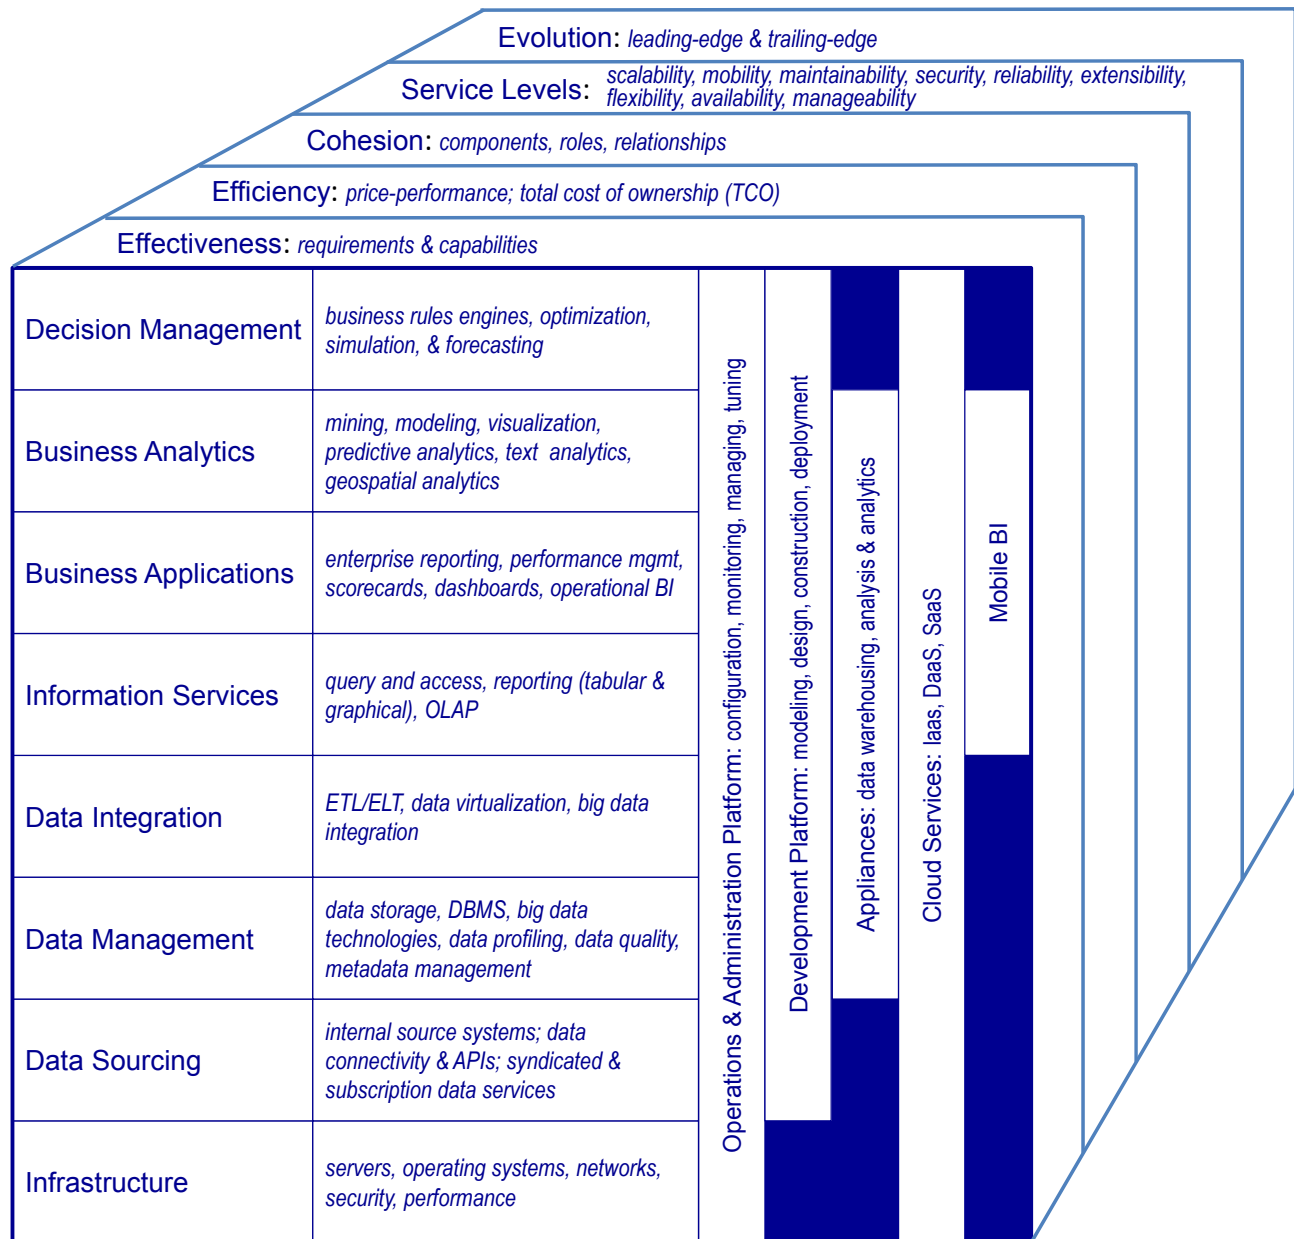 Evolution: leading-edge & trailing-edge
Service Levels: scalability, mobility, maintainability, security, reliability, extensibility,
flexibility, availability, manageability
Cohesion: components, roles, relationships
Efficiency: price-performance; total cost of ownership (TCO)
Effectiveness: requirements & capabilities
Decision Management
business rules engines, optimization,
simulation, & forecasting
Business Analytics
mining, modeling, visualization,
predictive analytics, text analytics,
geospatial analytics
Business Applications
enterprise reporting, performance mgmt,
scorecards, dashboards, operational BI
Information Services
query and access, reporting (tabular &
graphical), OLAP
Data Integration
ETL/ELT, data virtualization, big data
integration
Data Management
data storage, DBMS, big data
technologies, data profiling, data quality,
metadata management
Data Sourcing
internal source systems; data
connectivity & APIs; syndicated &
subscription data services
Infrastructure
servers, operating systems, networks,
security, performance
Operations & Administration Platform: configuration, monitoring, managing, tuning
Development Platform: modeling, design, construction, deployment
Appliances: data warehousing, analysis & analytics
Cloud Services: Iaas, DaaS, SaaS
Mobile BI